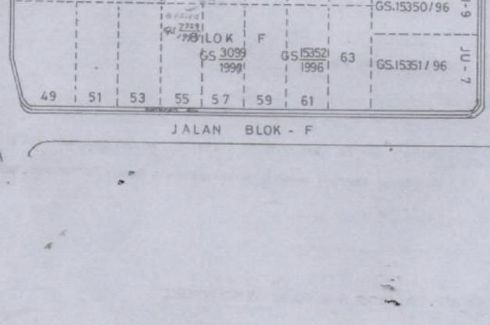 GS.15350/96
-9
BLOK F
GS 3099/1999
GS 15352/1996
63
GS.15351/96
JU-7
49 51 53 55 57 59 61
JALAN BLOK - F